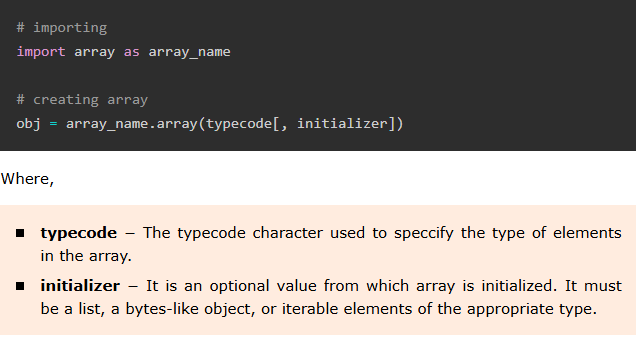 # importing
import array as array_name
# creating array
obj = array_name.array(typecode[, initializer])
Where,
▪ typecode − The typecode character used to speccify the type of elements
in the array.
▪ initializer − It is an optional value from which array is initialized. It must
be a list, a bytes-like object, or iterable elements of the appropriate type.